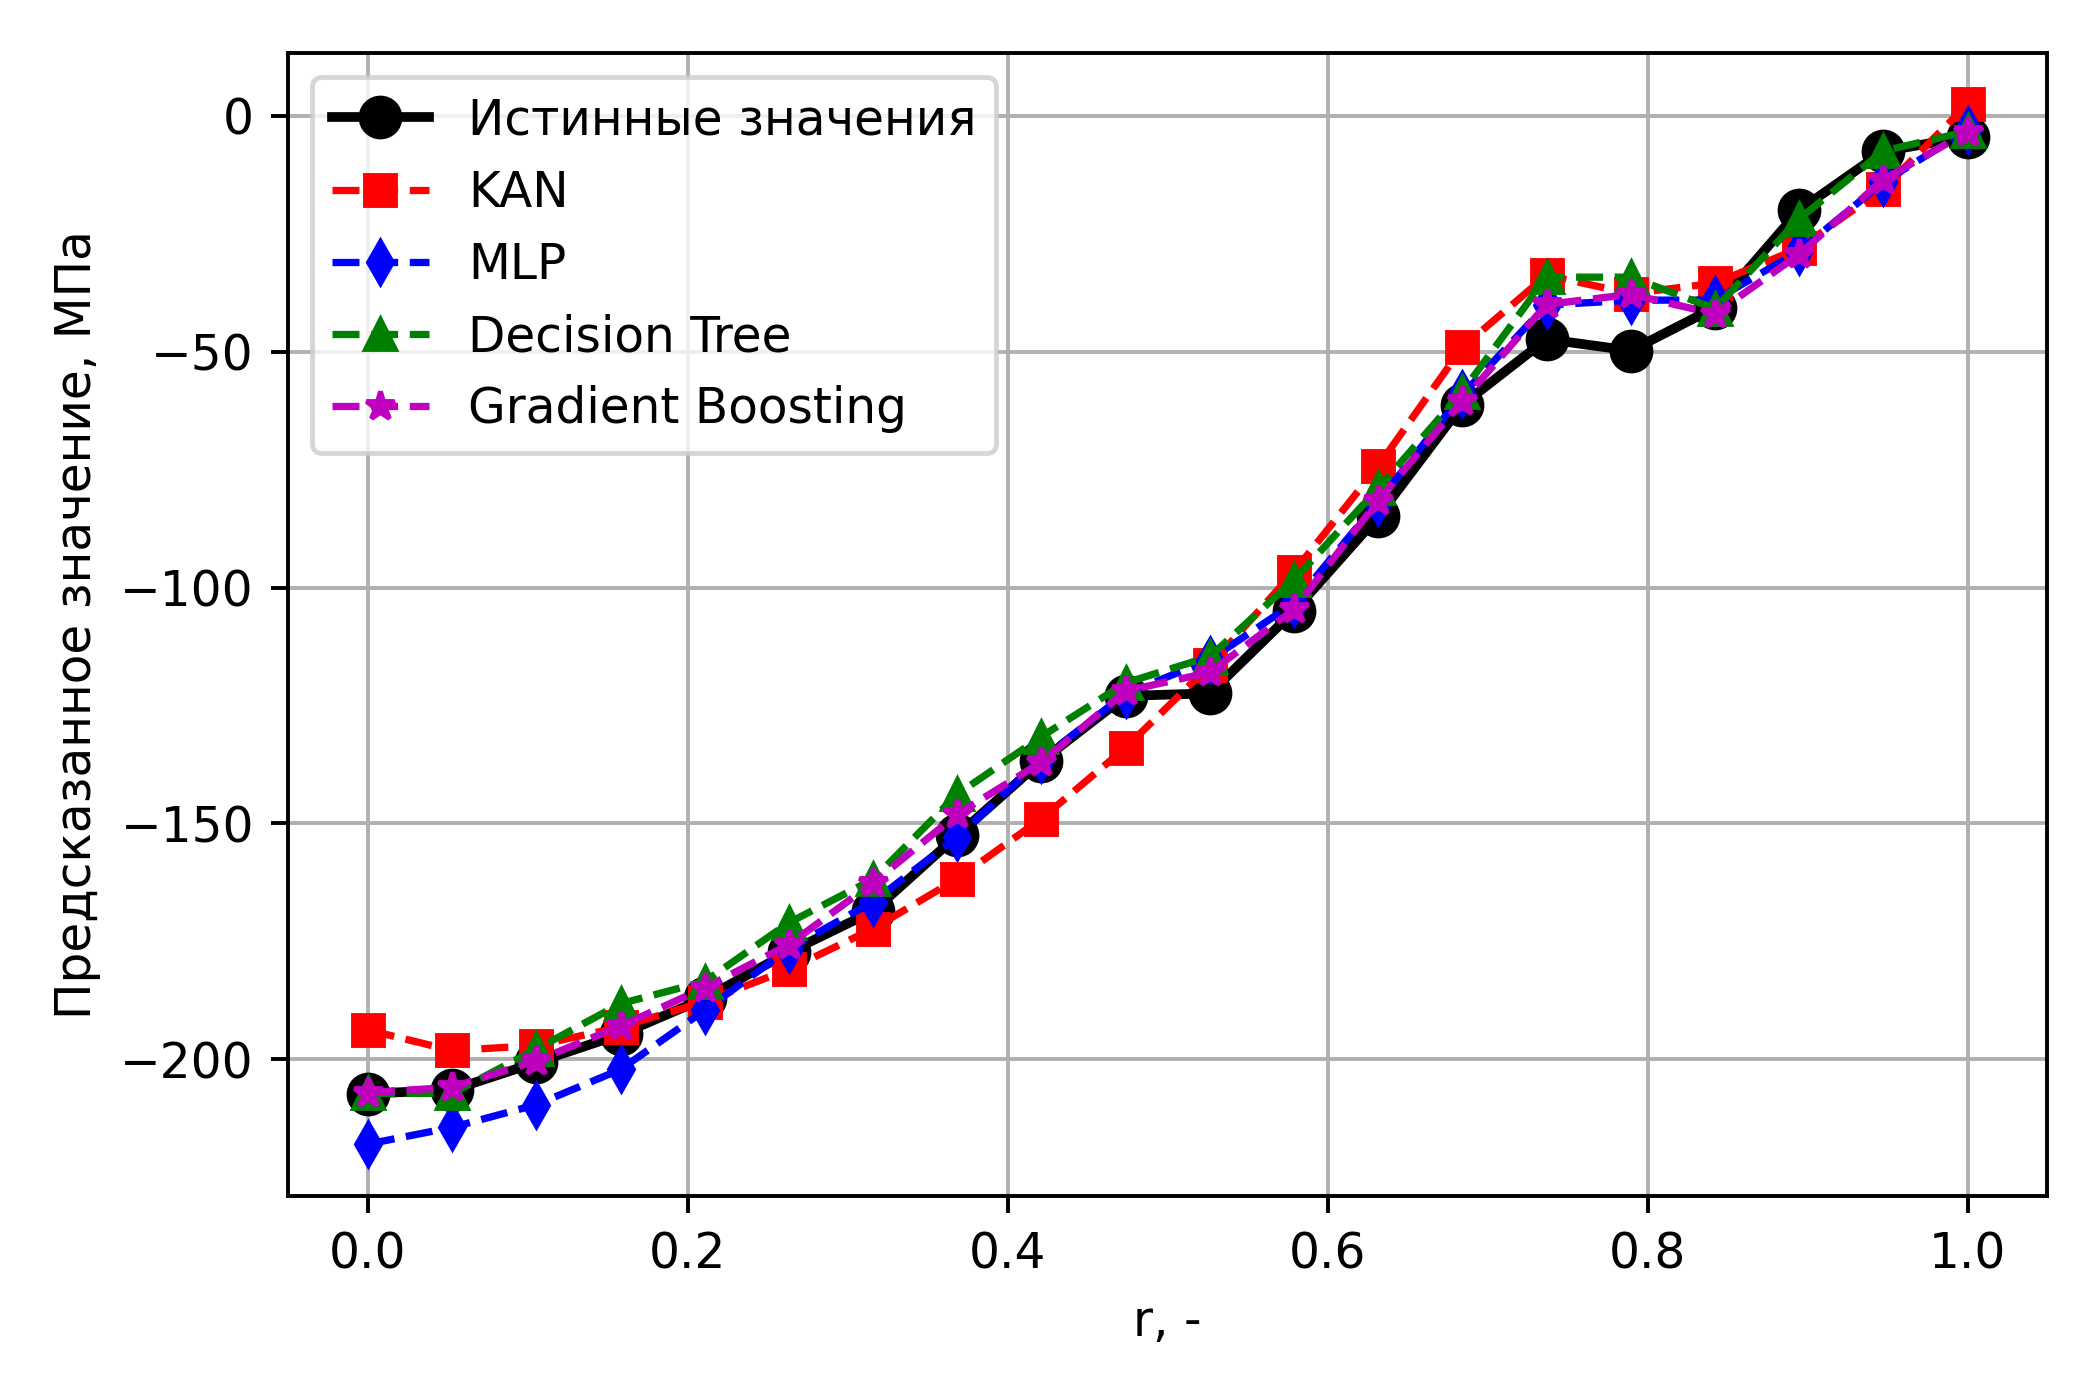 Истинные значения
KAN
MLP
Decision Tree
Gradient Boosting
Предсказанное значение, МПа
0
−50
−100
−150
−200
0.0 0.2 0.4 0.6 0.8 1.0
r, -